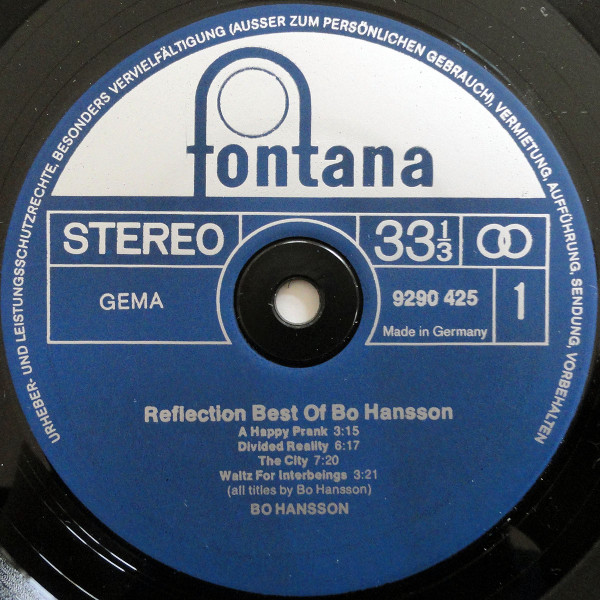 URHEBER- UND LEISTUNGSSCHUTZRECHTE, BESONDERS VERVIELFÄLTIGUNG (AUSSER ZUM PERSÖNLICHEN GEBRAUCH), VERMIETUNG, AUFFÜHRUNG, SENDUNG, VORBEHALTEN
fontana
STEREO 33 1/3
GEMA 9290 425 1
Made in Germany
Reflection Best Of Bo Hansson
A Happy Prank 3:15
Divided Reality 6:17
The City 7:20
Waltz For Interbeings 3:21
(all titles by Bo Hansson)
BO HANSSON